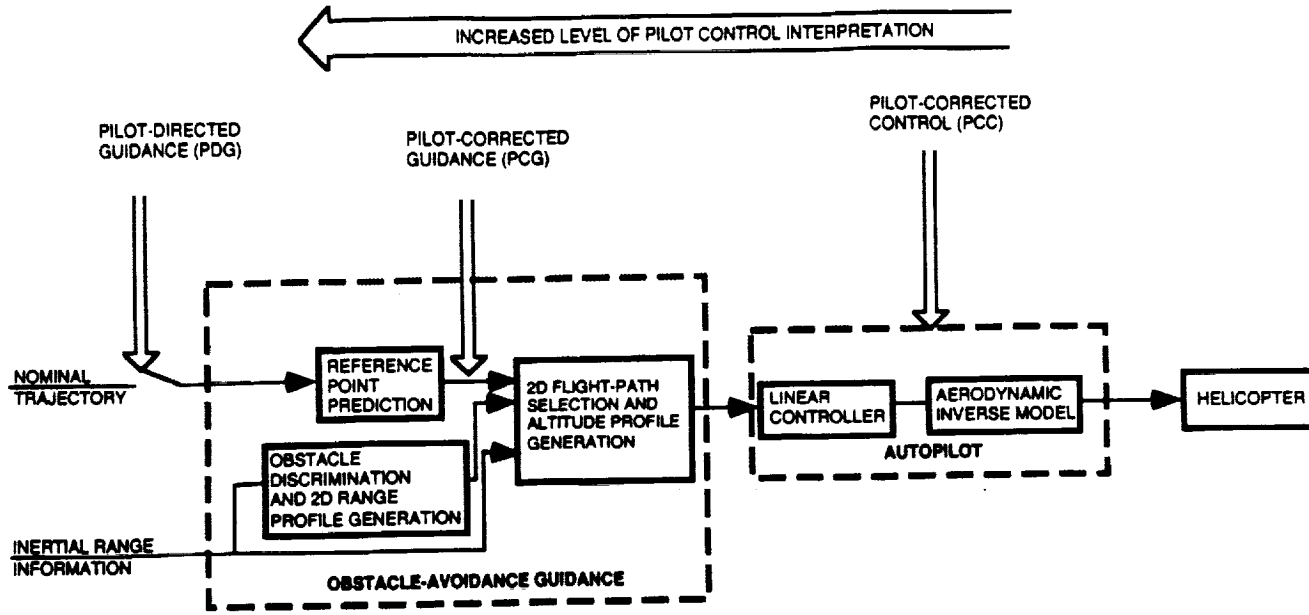 INCREASED LEVEL OF PILOT CONTROL INTERPRETATION
PILOT-DIRECTED
GUIDANCE (PDG)
PILOT-CORRECTED
GUIDANCE (PCG)
PILOT-CORRECTED
CONTROL (PCC)
NOMINAL
TRAJECTORY
REFERENCE
POINT
PREDICTION
2D FLIGHT-PATH
SELECTION AND
ALTITUDE PROFILE
GENERATION
LINEAR
CONTROLLER
AERODYNAMIC
INVERSE MODEL
HELICOPTER
AUTOPILOT
OBSTACLE
DISCRIMINATION
AND 2D RANGE
PROFILE GENERATION
INERTIAL RANGE
INFORMATION
OBSTACLE-AVOIDANCE GUIDANCE